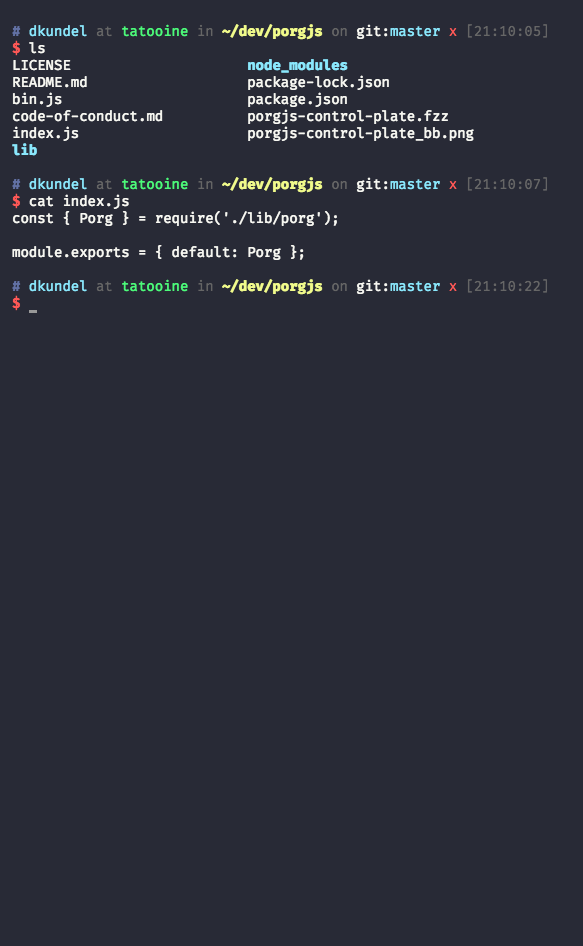 # dkundel at tatooine in ~/dev/porgjs on git:master x [21:10:05]
$ ls
LICENSE                     node_modules
README.md                   package-lock.json
bin.js                      package.json
code-of-conduct.md          porgjs-control-plate.fzz
index.js                    porgjs-control-plate_bb.png
lib
# dkundel at tatooine in ~/dev/porgjs on git:master x [21:10:07]
$ cat index.js
const { Porg } = require('./lib/porg');
module.exports = { default: Porg };
# dkundel at tatooine in ~/dev/porgjs on git:master x [21:10:22]
$ _